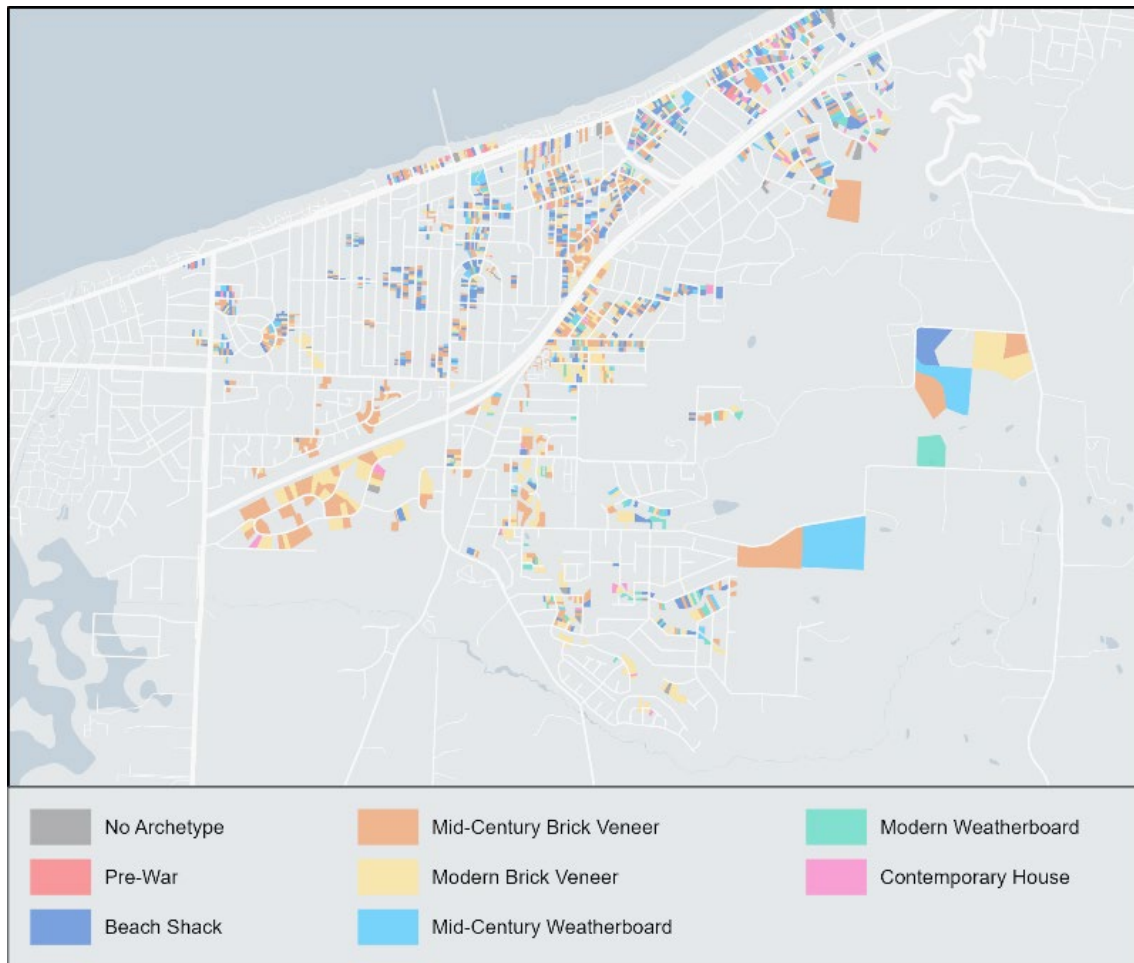 No Archetype
Pre-War
Beach Shack
Mid-Century Brick Veneer
Modern Brick Veneer
Mid-Century Weatherboard
Modern Weatherboard
Contemporary House